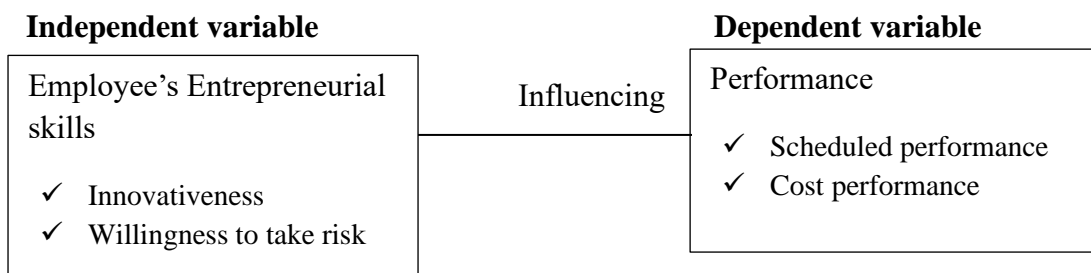 Independent variable
Employee’s Entrepreneurial
skills
✓ Innovativeness
✓ Willingness to take risk
Influencing
Dependent variable
Performance
✓ Scheduled performance
✓ Cost performance